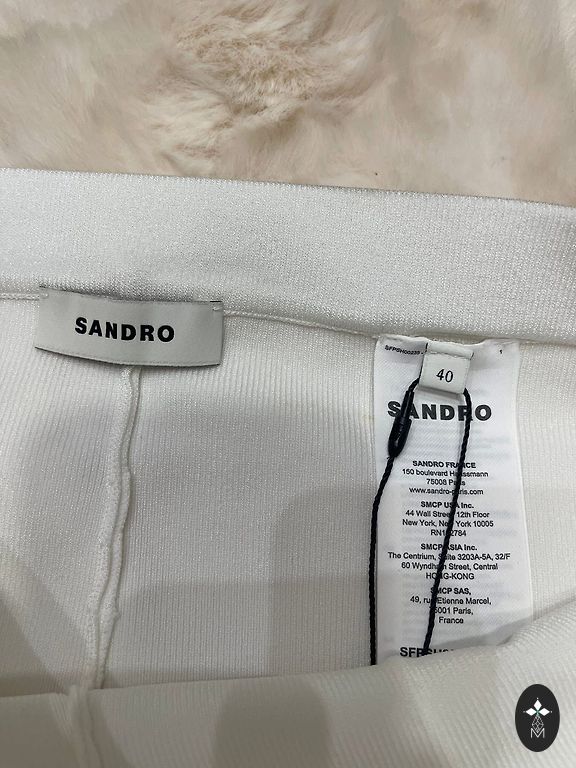 SANDRO
1
40
SANDRO
SANDRO FRANCE
150 boulevard Haussmann
75008 Paris
www.sandro-paris.com
SMCP USA Inc.
44 Wall Street 12th Floor
New York, New York 10005
SMCP ASIA Inc.
The Centrium, Suite 3203A-5A, 32/F
60 Wyndham Street, Central
HONG-KONG
SMCP SAS,
49, rue Etienne Marcel,
Paris,
France
M